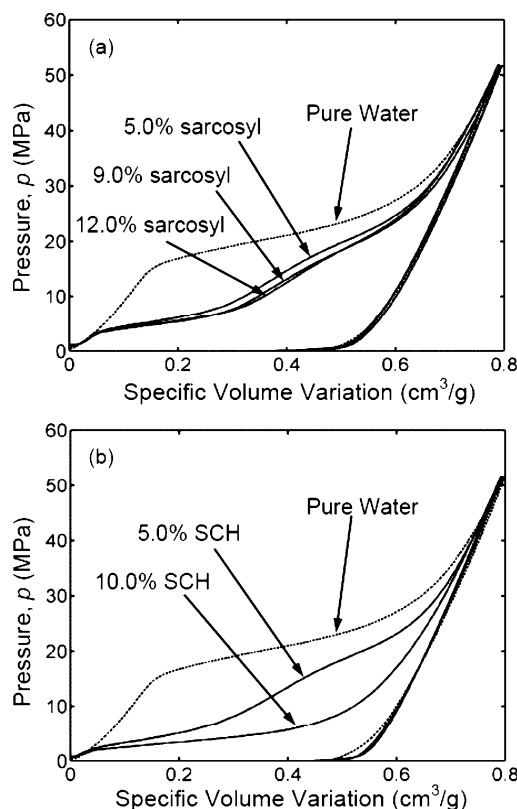 60
(a)
50
5.0% sarcosyl
Pure Water
40
9.0% sarcosyl
30
12.0% sarcosyl
20
10
0
Pressure, p (MPa)
0
0.2
0.4
0.6
0.8
Specific Volume Variation (cm³/g)
60
(b)
50
Pure Water
5.0% SCH
40
10.0% SCH
30
20
10
0
Pressure, p (MPa)
0
0.2
0.4
0.6
0.8
Specific Volume Variation (cm³/g)